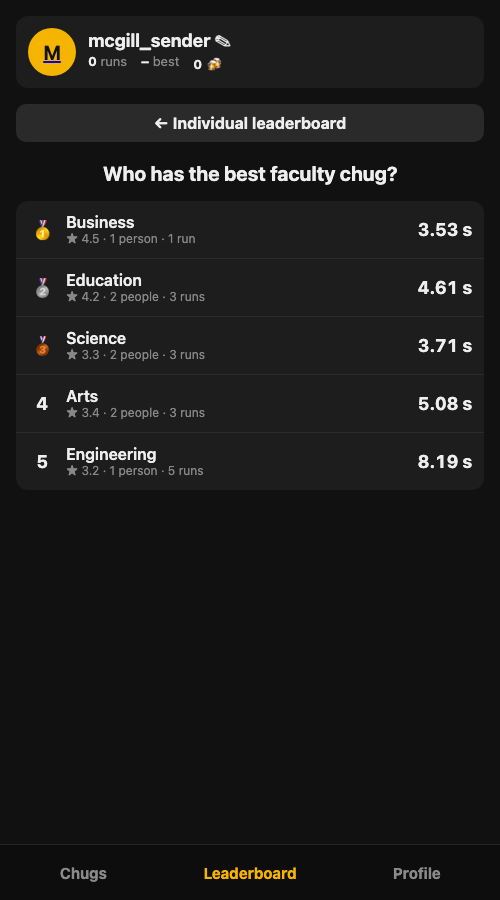 M
mcgill_sender ✎
0 runs – best 0 🍻
← Individual leaderboard
Who has the best faculty chug?
🥇 Business 3.53 s
★ 4.5 · 1 person · 1 run
🥈 Education 4.61 s
★ 4.2 · 2 people · 3 runs
🥉 Science 3.71 s
★ 3.3 · 2 people · 3 runs
4 Arts 5.08 s
★ 3.4 · 2 people · 3 runs
5 Engineering 8.19 s
★ 3.2 · 1 person · 5 runs
Chugs Leaderboard Profile